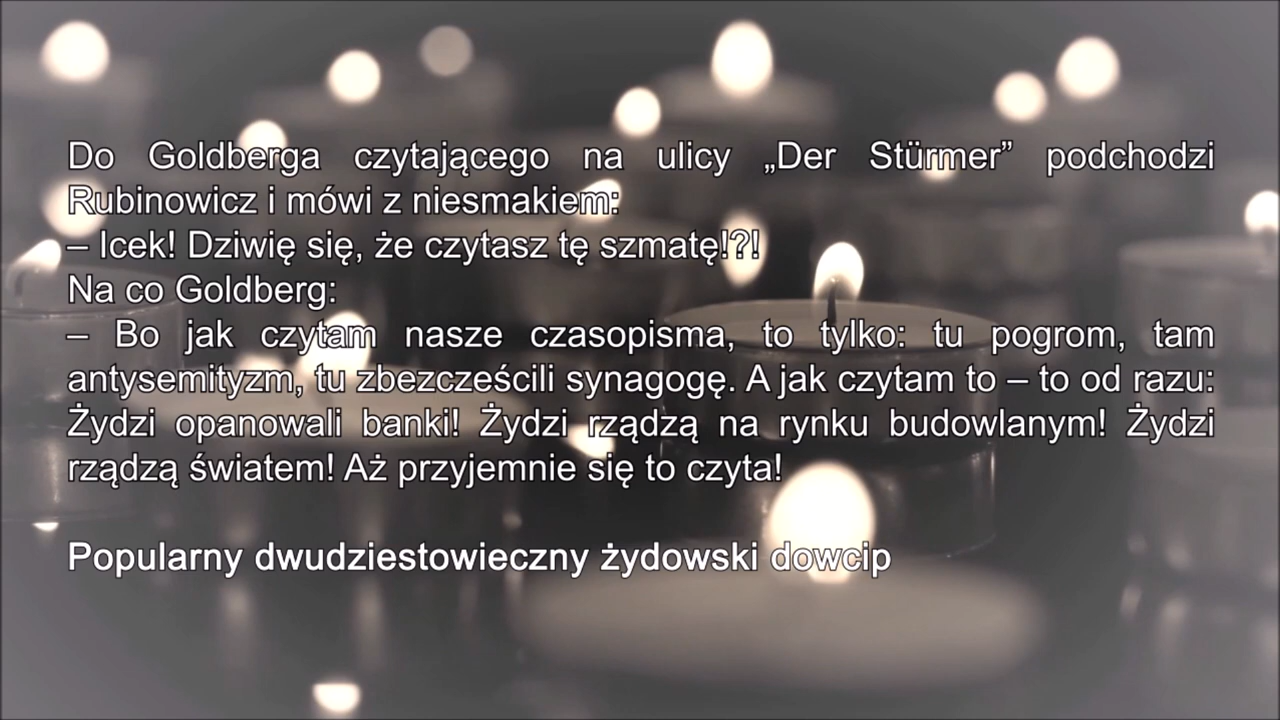 Do Goldberga czytającego na ulicy „Der Stürmer” podchodzi
Rubinowicz i mówi z niesmakiem:
– Icek! Dziwię się, że czytasz tę szmatę!?!
Na co Goldberg:
– Bo jak czytam nasze czasopisma, to tylko: tu pogrom, tam
antysemityzm, tu zbezcześcili synagogę. A jak czytam to – to od razu:
Żydzi opanowali banki! Żydzi rządzą na rynku budowlanym! Żydzi
rządzą światem! Aż przyjemnie się to czyta!
Popularny dwudziestowieczny żydowski dowcip